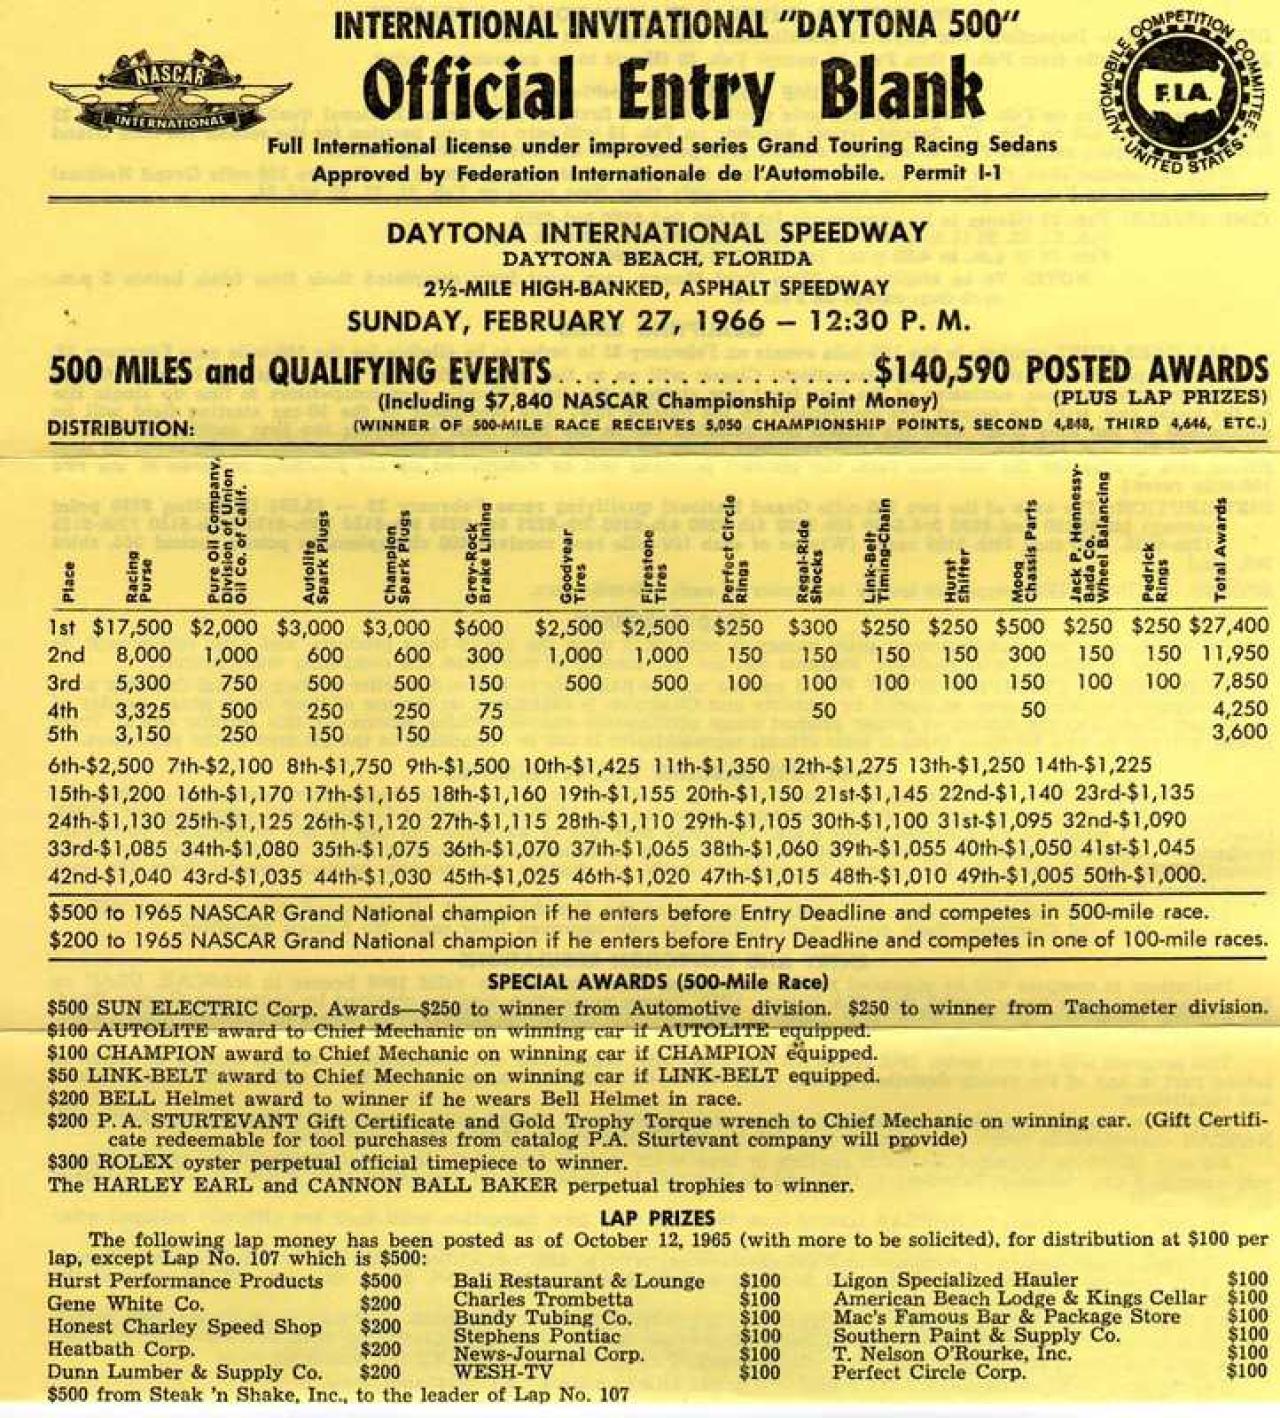 INTERNATIONAL INVITATIONAL "DAYTONA 500"
NASCAR
INTERNATIONAL
Official Entry Blank
AUTOMOBILE COMPETITION COMMITTEE
F.I.A.
UNITED STATES
Full International license under improved series Grand Touring Racing Sedans
Approved by Federation Internationale de l'Automobile. Permit I-1
DAYTONA INTERNATIONAL SPEEDWAY
DAYTONA BEACH, FLORIDA
2½-MILE HIGH-BANKED, ASPHALT SPEEDWAY
SUNDAY, FEBRUARY 27, 1966 – 12:30 P. M.
500 MILES and QUALIFYING EVENTS..................$140,590 POSTED AWARDS
(Including $7,840 NASCAR Championship Point Money) (PLUS LAP PRIZES)
DISTRIBUTION: (WINNER OF 500-MILE RACE RECEIVES 5,050 CHAMPIONSHIP POINTS, SECOND 4,848, THIRD 4,646, ETC.)
Place
Racing
Purse
Pure Oil Company,
Division of Union
Oil Co. of Calif.
Autolite
Spark Plugs
Champion
Spark Plugs
Grey-Rock
Brake Lining
Goodyear
Tires
Firestone
Tires
Perfect Circle
Rings
Regal-Ride
Shocks
Link-Belt
Timing-Chain
Hurst
Shifter
Moog
Chassis Parts
Jack P. Hennessy-
Bada Co.
Wheel Balancing
Pedrick
Rings
Total Awards
1st $17,500 $2,000 $3,000 $3,000 $600 $2,500 $2,500 $250 $300 $250 $250 $500 $250 $250 $27,400
2nd 8,000 1,000 600 600 300 1,000 1,000 150 150 150 150 300 150 150 11,950
3rd 5,300 750 500 500 150 500 500 100 100 100 100 150 100 100 7,850
4th 3,325 500 250 250 75 50 50 4,250
5th 3,150 250 150 150 50 3,600
6th-$2,500 7th-$2,100 8th-$1,750 9th-$1,500 10th-$1,425 11th-$1,350 12th-$1,275 13th-$1,250 14th-$1,225
15th-$1,200 16th-$1,170 17th-$1,165 18th-$1,160 19th-$1,155 20th-$1,150 21st-$1,145 22nd-$1,140 23rd-$1,135
24th-$1,130 25th-$1,125 26th-$1,120 27th-$1,115 28th-$1,110 29th-$1,105 30th-$1,100 31st-$1,095 32nd-$1,090
33rd-$1,085 34th-$1,080 35th-$1,075 36th-$1,070 37th-$1,065 38th-$1,060 39th-$1,055 40th-$1,050 41st-$1,045
42nd-$1,040 43rd-$1,035 44th-$1,030 45th-$1,025 46th-$1,020 47th-$1,015 48th-$1,010 49th-$1,005 50th-$1,000.
$500 to 1965 NASCAR Grand National champion if he enters before Entry Deadline and competes in 500-mile race.
$200 to 1965 NASCAR Grand National champion if he enters before Entry Deadline and competes in one of 100-mile races.
SPECIAL AWARDS (500-Mile Race)
$500 SUN ELECTRIC Corp. Awards—$250 to winner from Automotive division. $250 to winner from Tachometer division.
$100 AUTOLITE award to Chief Mechanic on winning car if AUTOLITE equipped.
$100 CHAMPION award to Chief Mechanic on winning car if CHAMPION equipped.
$50 LINK-BELT award to Chief Mechanic on winning car if LINK-BELT equipped.
$200 BELL Helmet award to winner if he wears Bell Helmet in race.
$200 P. A. STURTEVANT Gift Certificate and Gold Trophy Torque wrench to Chief Mechanic on winning car. (Gift Certifi-
cate redeemable for tool purchases from catalog P.A. Sturtevant company will provide)
$300 ROLEX oyster perpetual official timepiece to winner.
The HARLEY EARL and CANNON BALL BAKER perpetual trophies to winner.
LAP PRIZES
The following lap money has been posted as of October 12, 1965 (with more to be solicited), for distribution at $100 per
lap, except Lap No. 107 which is $500:
Hurst Performance Products $500 Bali Restaurant & Lounge $100 Ligon Specialized Hauler $100
Gene White Co. $200 Charles Trombetta $100 American Beach Lodge & Kings Cellar $100
Honest Charley Speed Shop $200 Bundy Tubing Co. $100 Mac's Famous Bar & Package Store $100
Heatbath Corp. $200 Stephens Pontiac $100 Southern Paint & Supply Co. $100
Dunn Lumber & Supply Co. $200 News-Journal Corp. $100 T. Nelson O'Rourke, Inc. $100
WESH-TV $100 Perfect Circle Corp. $100
$500 from Steak 'n Shake, Inc., to the leader of Lap No. 107